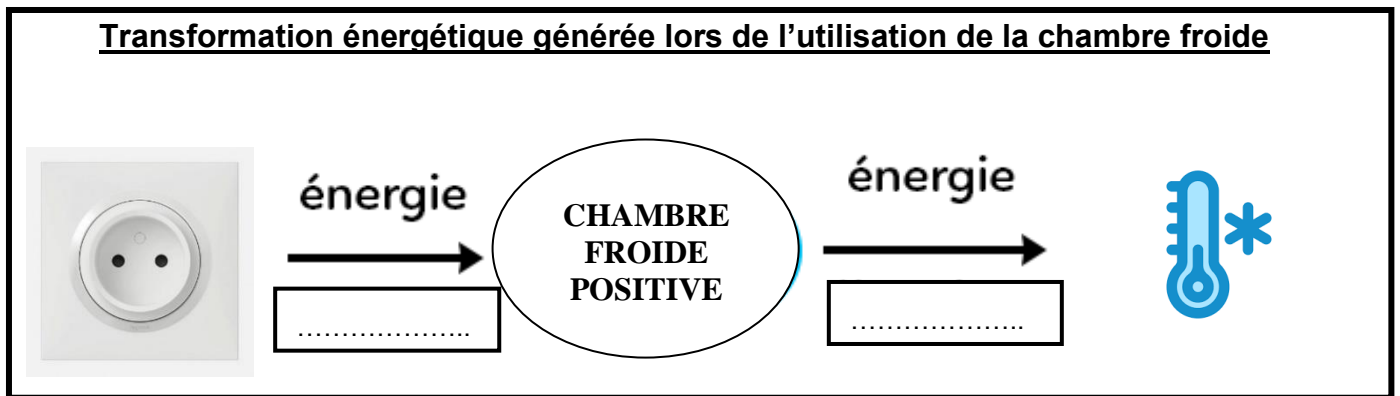 Transformation énergétique générée lors de l’utilisation de la chambre froide
énergie
………………..
CHAMBRE
FROIDE
POSITIVE
énergie
………………..